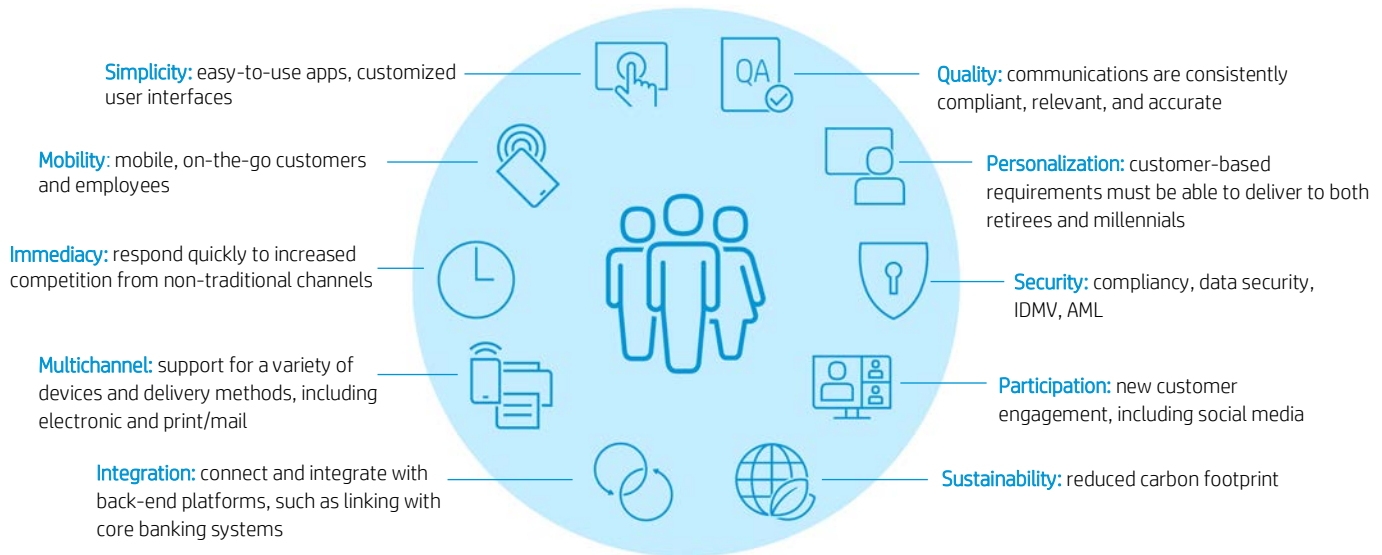 Simplicity: easy-to-use apps, customized
user interfaces
Mobility: mobile, on-the-go customers
and employees
Immediacy: respond quickly to increased
competition from non-traditional channels
Multichannel: support for a variety of
devices and delivery methods, including
electronic and print/mail
Integration: connect and integrate with
back-end platforms, such as linking with
core banking systems
QA
Quality: communications are consistently
compliant, relevant, and accurate
Personalization: customer-based
requirements must be able to deliver to both
retirees and millennials
Security: compliancy, data security,
IDMV, AML
Participation: new customer
engagement, including social media
Sustainability: reduced carbon footprint